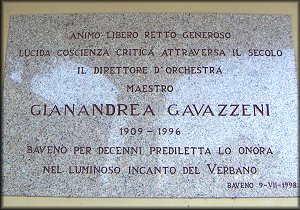 ANIMO LIBERO RETTO GENEROSO
LUCIDA COSCIENZA CRITICA ATTRAVERSA IL SECOLO
IL DIRETTORE D'ORCHESTRA
MAESTRO
GIANANDREA GAVAZZENI
1909 - 1996
BAVENO PER DECENNI PREDILETTA LO ONORA
NEL LUMINOSO INCANTO DEL VERBANO
BAVENO 9-VII-1998